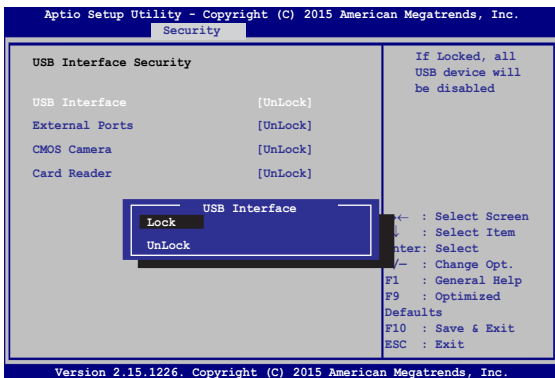 Aptio Setup Utility - Copyright (C) 2015 American Megatrends, Inc.
Security
USB Interface Security
USB Interface [UnLock]
External Ports [UnLock]
CMOS Camera [UnLock]
Card Reader [UnLock]
If Locked, all
USB device will
be disabled
USB Interface
Lock
UnLock
→← : Select Screen
↓ : Select Item
nter: Select
/— : Change Opt.
F1 : General Help
F9 : Optimized
Defaults
F10 : Save & Exit
ESC : Exit
Version 2.15.1226. Copyright (C) 2015 American Megatrends, Inc.